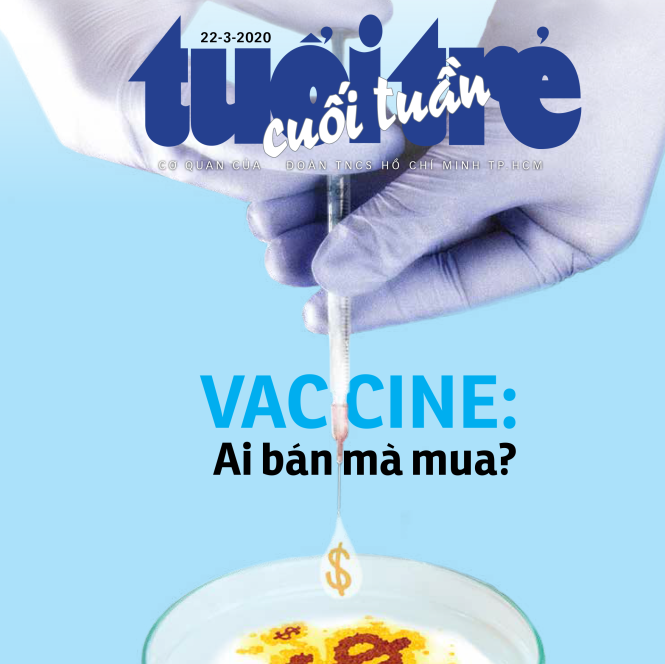 22-3-2020
tuổi trẻ
cuối tuần
CƠ QUAN CỦA ĐOÀN TNCS HỒ CHÍ MINH TP.HCM
VACCINE:
Ai bán mà mua?
$
$